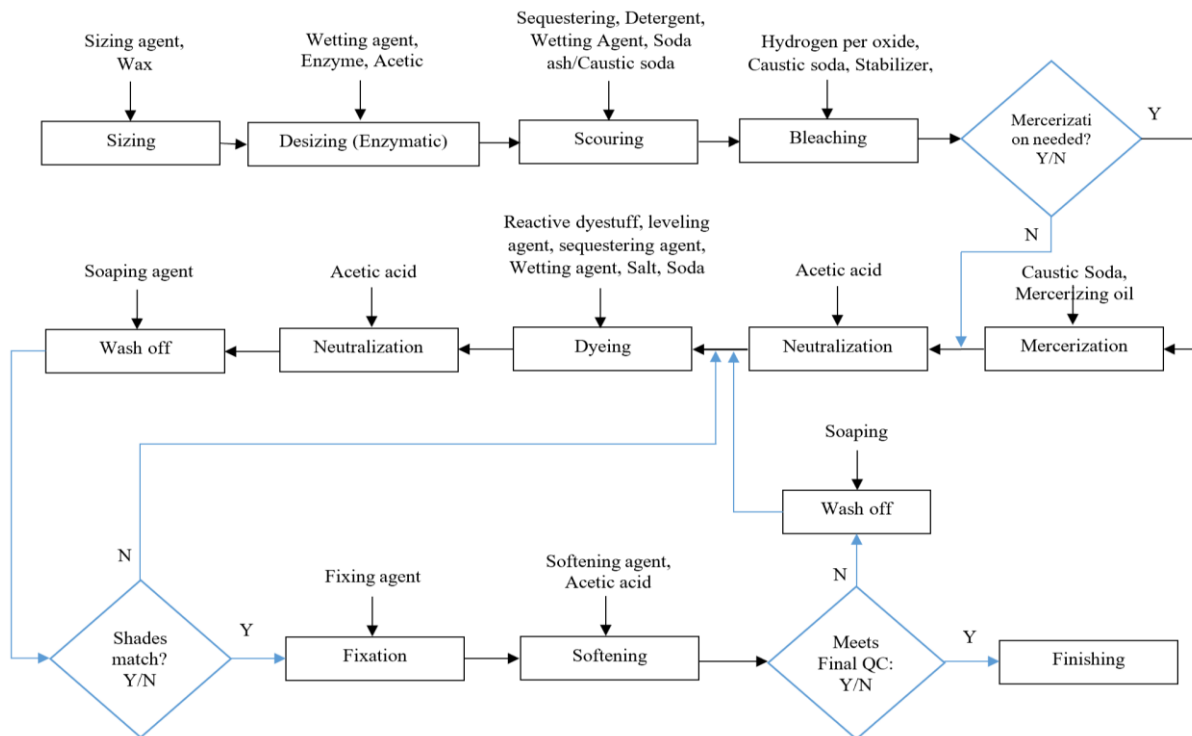 Sizing agent,
Wax
Wetting agent,
Enzyme, Acetic
Sequestering, Detergent,
Wetting Agent, Soda
ash/Caustic soda
Hydrogen per oxide,
Caustic soda, Stabilizer,
Sizing
Desizing (Enzymatic)
Scouring
Bleaching
Mercerizati
on needed?
Y/N
Y
N
Soaping agent
Acetic acid
Reactive dyestuff, leveling
agent, sequestering agent,
Wetting agent, Salt, Soda
Acetic acid
Caustic Soda,
Mercerizing oil
Wash off
Neutralization
Dyeing
Neutralization
Mercerization
Soaping
Wash off
N
N
Shades
match?
Y/N
Y
Fixing agent
Fixation
Softening agent,
Acetic acid
Softening
Meets
Final QC:
Y/N
Y
Finishing